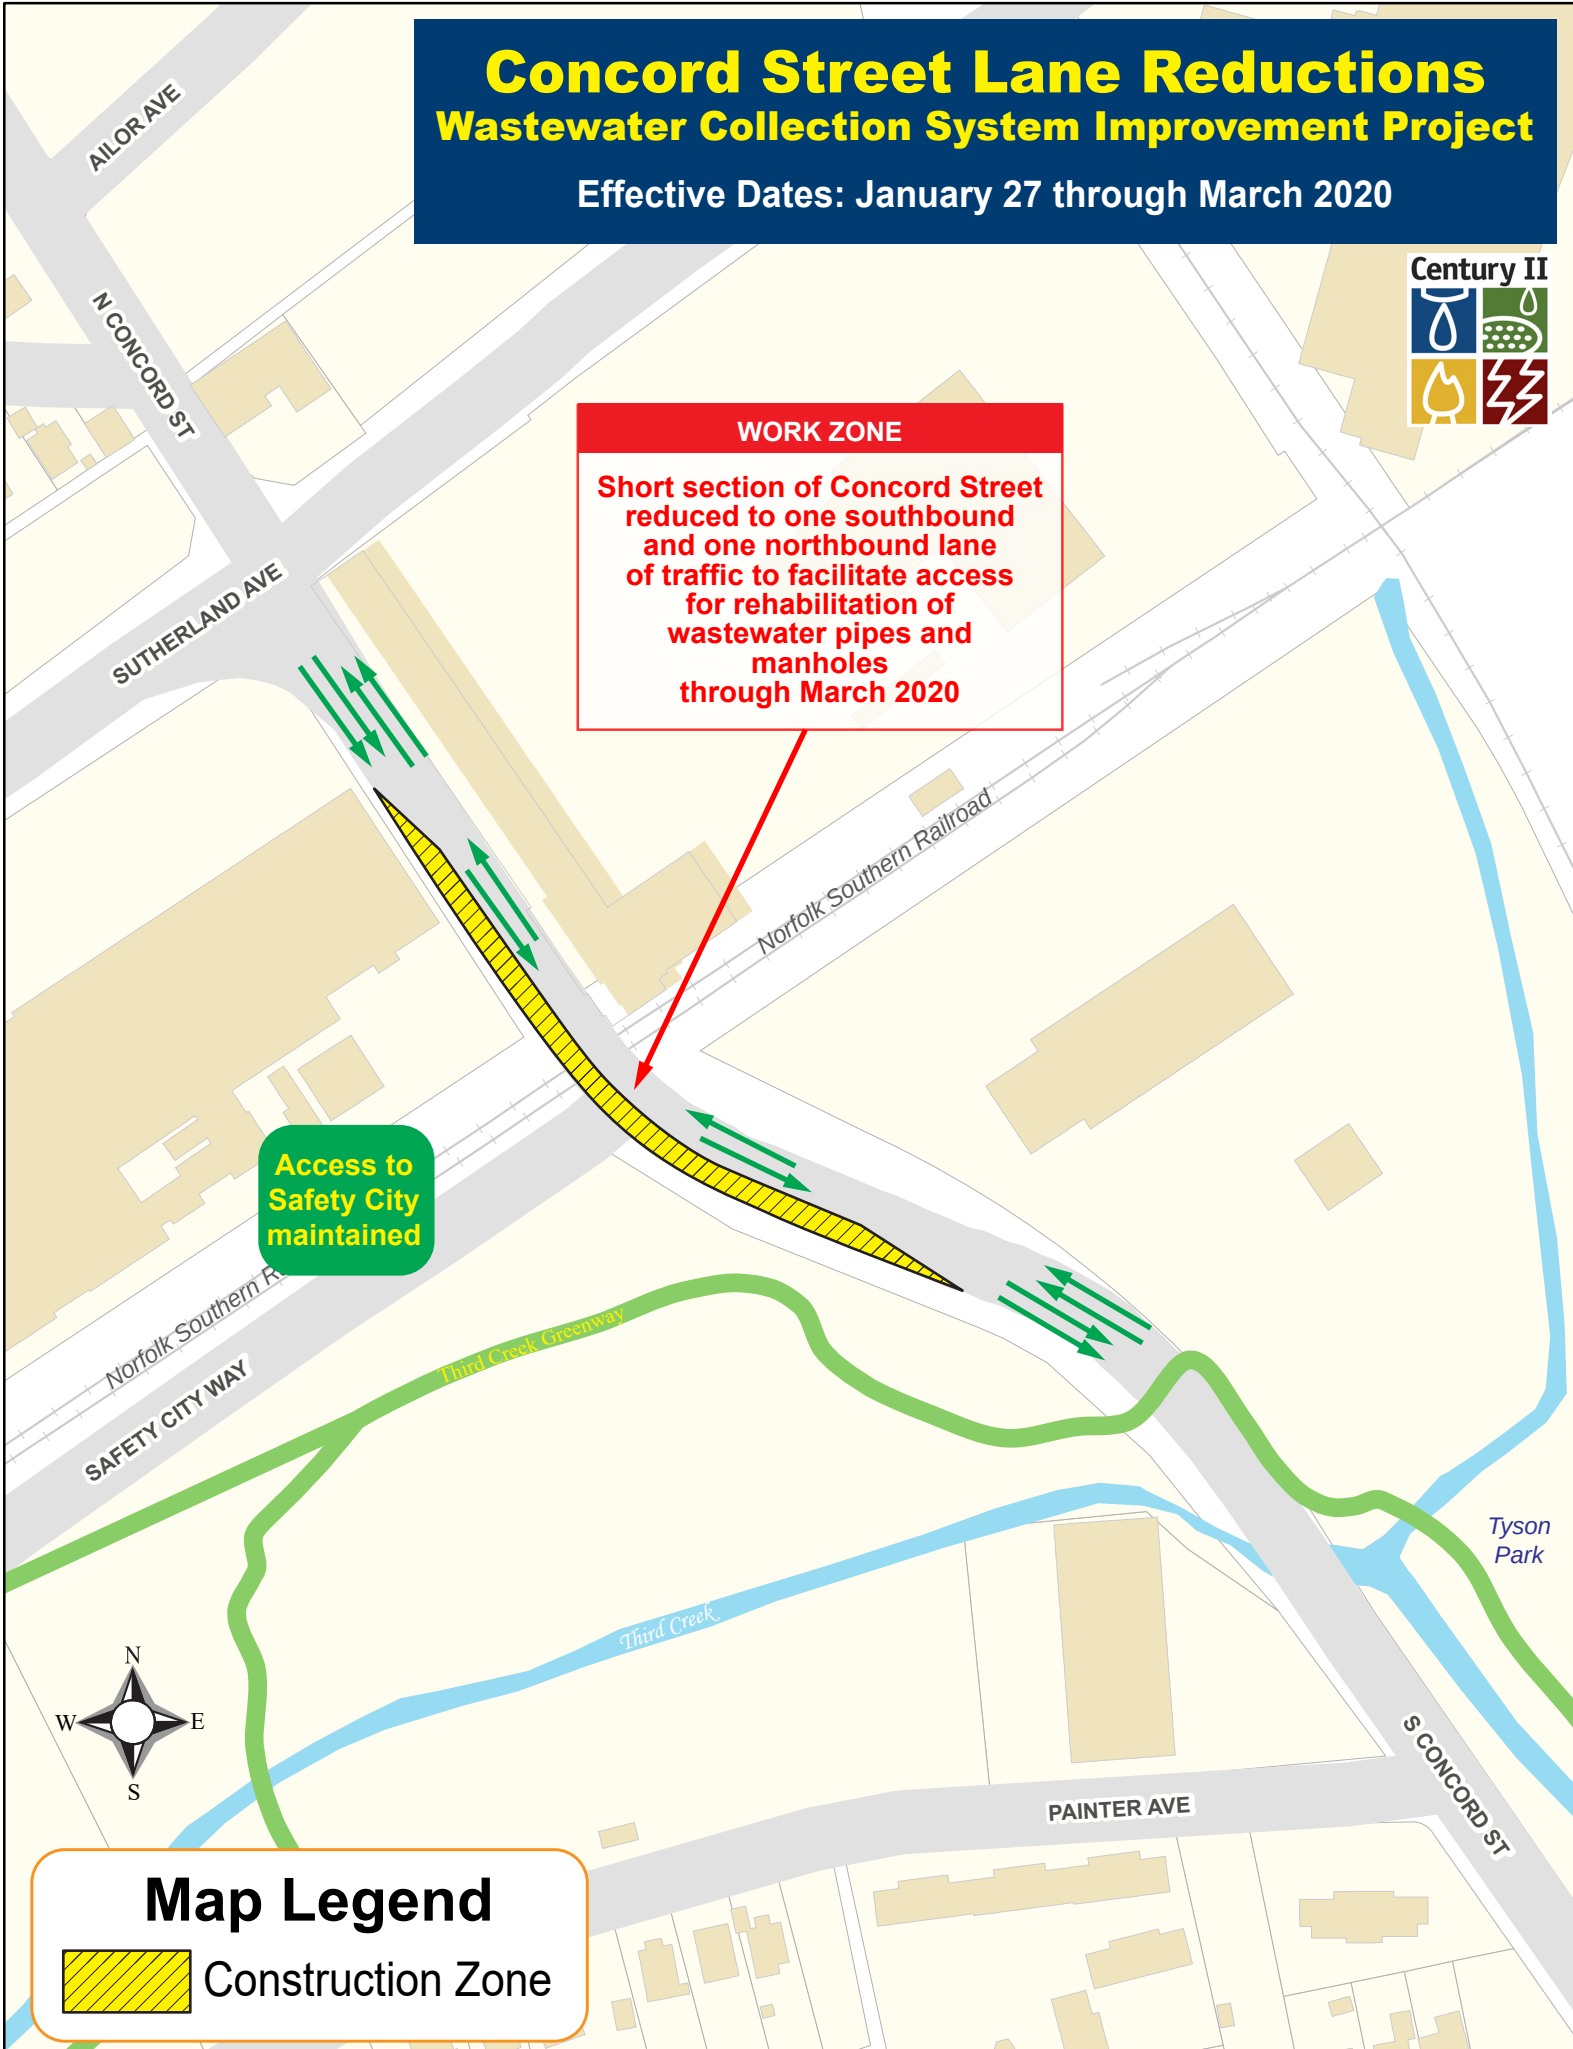 Concord Street Lane Reductions
Wastewater Collection System Improvement Project
Effective Dates: January 27 through March 2020
Century II
AILOR AVE
N CONCORD ST
SUTHERLAND AVE
WORK ZONE
Short section of Concord Street
reduced to one southbound
and one northbound lane
of traffic to facilitate access
for rehabilitation of
wastewater pipes and
manholes
through March 2020
Norfolk Southern Railroad
Access to
Safety City
maintained
Norfolk Southern R
SAFETY CITY WAY
Third Creek Greenway
Tyson
Park
Third Creek
N
W
E
S
S CONCORD ST
PAINTER AVE
Map Legend
Construction Zone